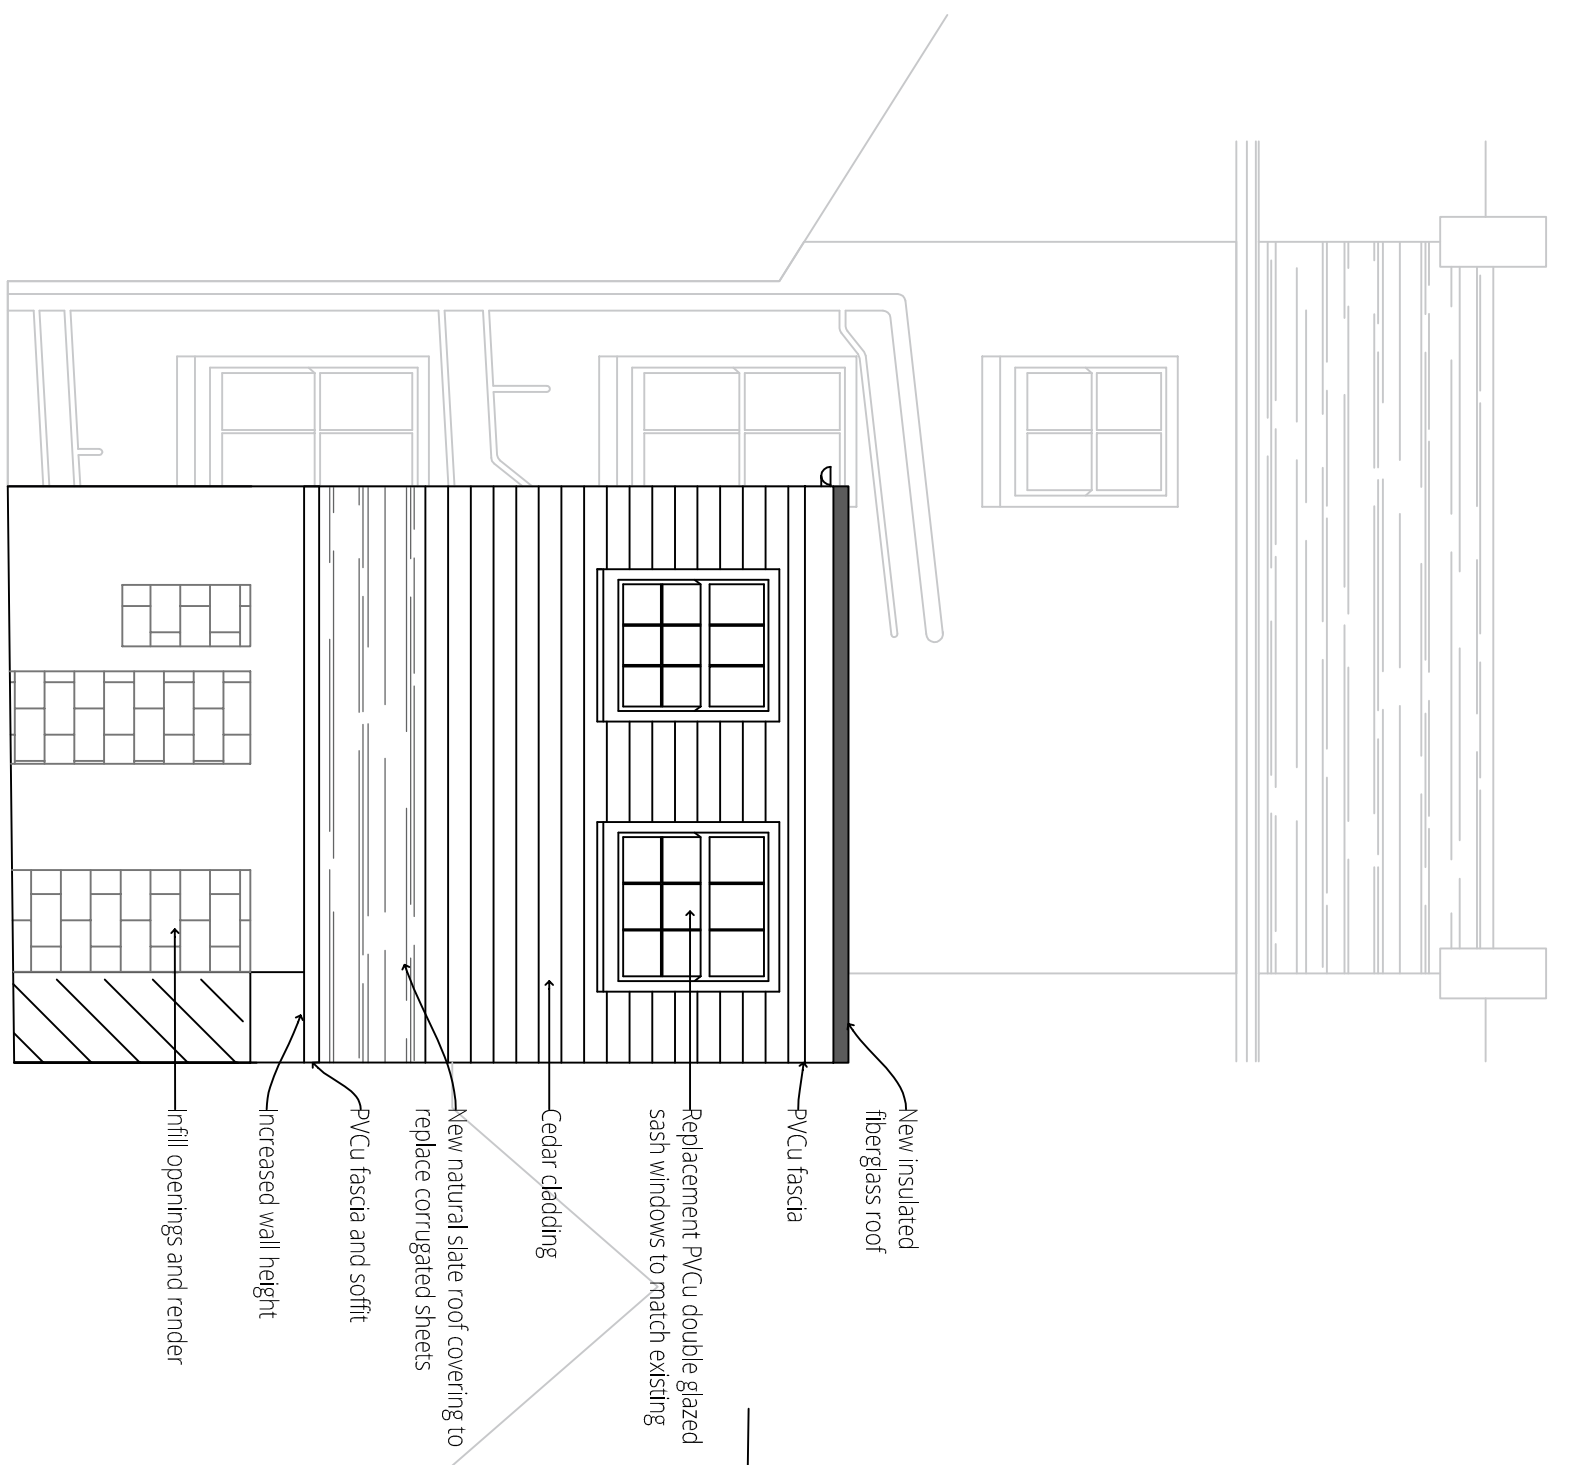 New insulated
fiberglass roof
PVCu fascia
Replacement PVCu double glazed
sash windows to match existing
Cedar cladding
New natural slate roof covering to
replace corrugated sheets
PVCu fascia and soffit
Increased wall height
Infill openings and render